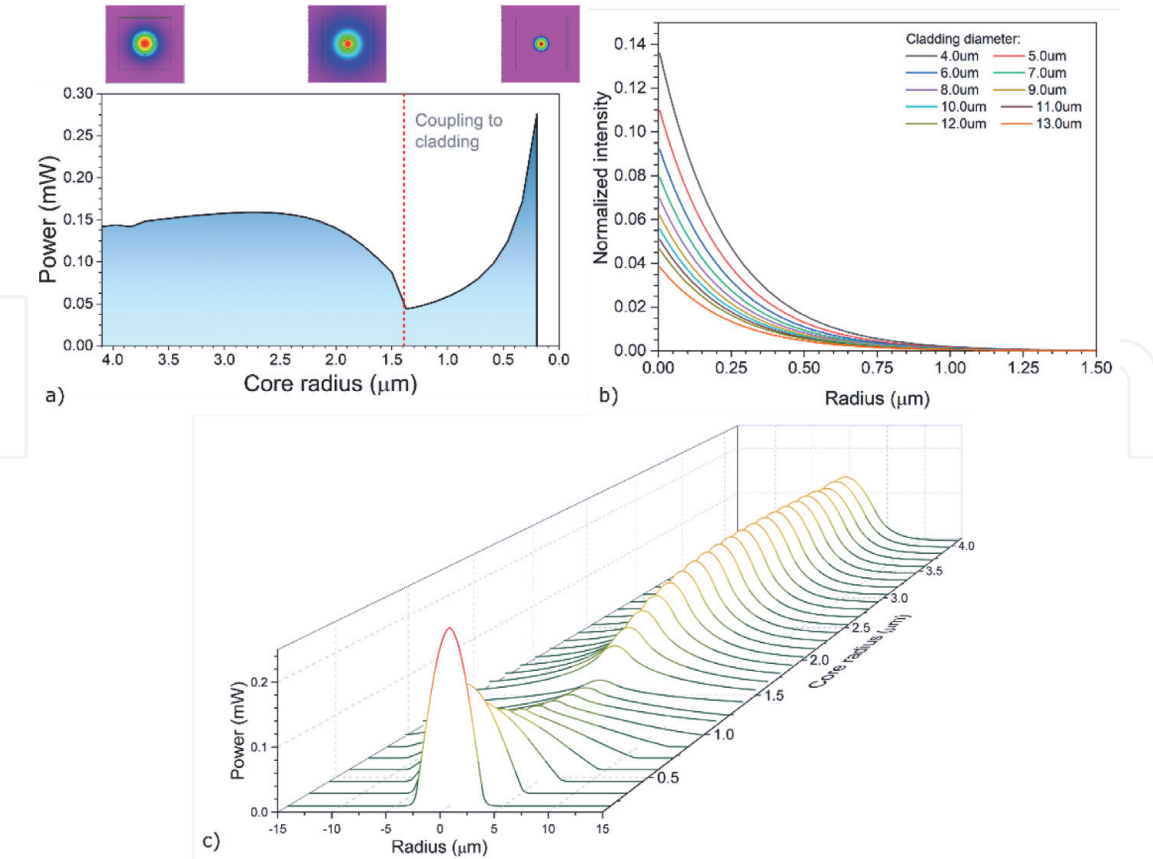 0.30
0.25
0.20
0.15
0.10
0.05
0.00
Power (mW)
Coupling to
cladding
4.0 3.5 3.0 2.5 2.0 1.5 1.0 0.5 0.0
Core radius (μm)
a)
0.14
0.12
0.10
0.08
0.06
0.04
0.02
0.00
Normalized intensity
Cladding diameter:
4.0um 5.0um
6.0um 7.0um
8.0um 9.0um
10.0um 11.0um
12.0um 13.0um
0.00 0.25 0.50 0.75 1.00 1.25 1.50
Radius (μm)
b)
0.2
0.1
0.0
Power (mW)
-15 -10 -5 0 5 10 15
Radius (μm)
0.5
1.0
1.5
2.0
2.5
3.0
3.5
4.0
Core radius (μm)
c)